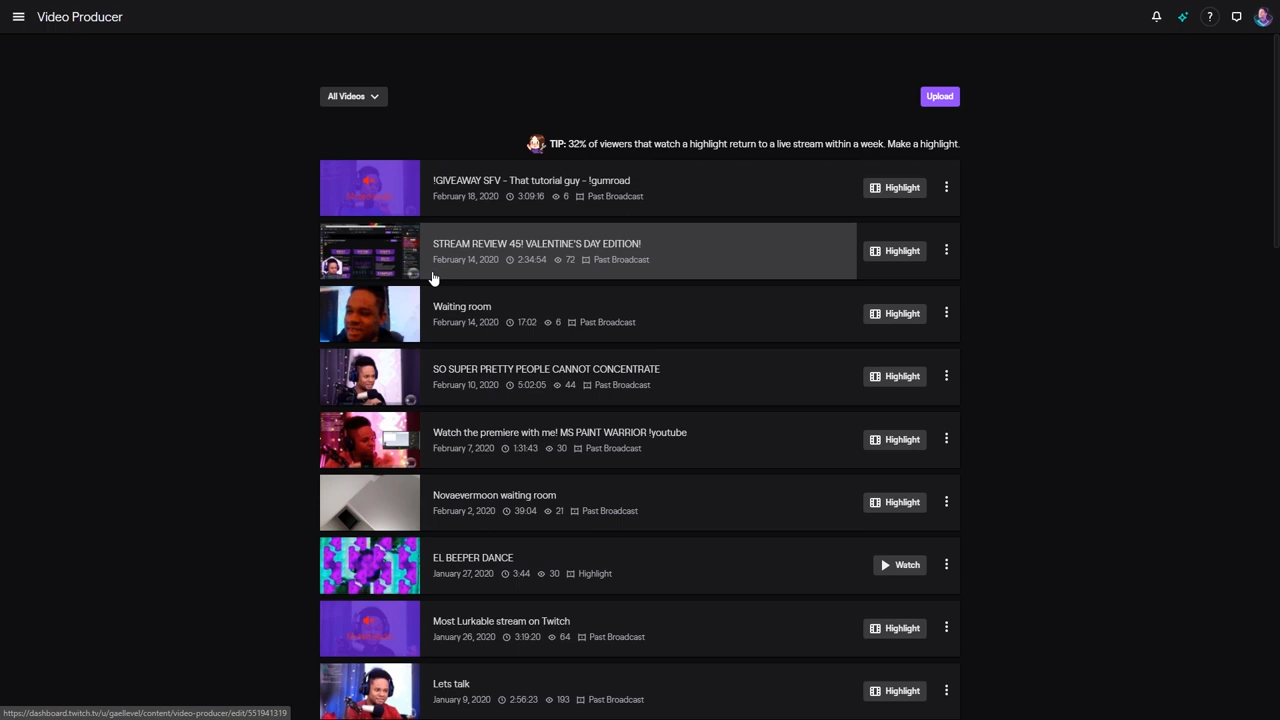 Video Producer
?
All Videos
Upload
TIP: 32% of viewers that watch a highlight return to a live stream within a week. Make a highlight.
!GIVEAWAY SFV - That tutorial guy - !gumroad
February 18, 2020 3:09:16 6 Past Broadcast
Highlight
STREAM REVIEW 45! VALENTINE'S DAY EDITION!
February 14, 2020 2:34:54 72 Past Broadcast
Highlight
Waiting room
February 14, 2020 17:02 6 Past Broadcast
Highlight
SO SUPER PRETTY PEOPLE CANNOT CONCENTRATE
February 10, 2020 5:02:05 44 Past Broadcast
Highlight
Watch the premiere with me! MS PAINT WARRIOR !youtube
February 7, 2020 1:31:43 30 Past Broadcast
Highlight
Novaevermoon waiting room
February 2, 2020 39:04 21 Past Broadcast
Highlight
EL BEEPER DANCE
January 27, 2020 3:44 30 Highlight
Watch
Most Lurkable stream on Twitch
January 26, 2020 3:19:20 64 Past Broadcast
Highlight
Lets talk
January 9, 2020 2:56:23 193 Past Broadcast
Highlight
https://dashboard.twitch.tv/u/gaellevel/content/video-producer/edit/551941319